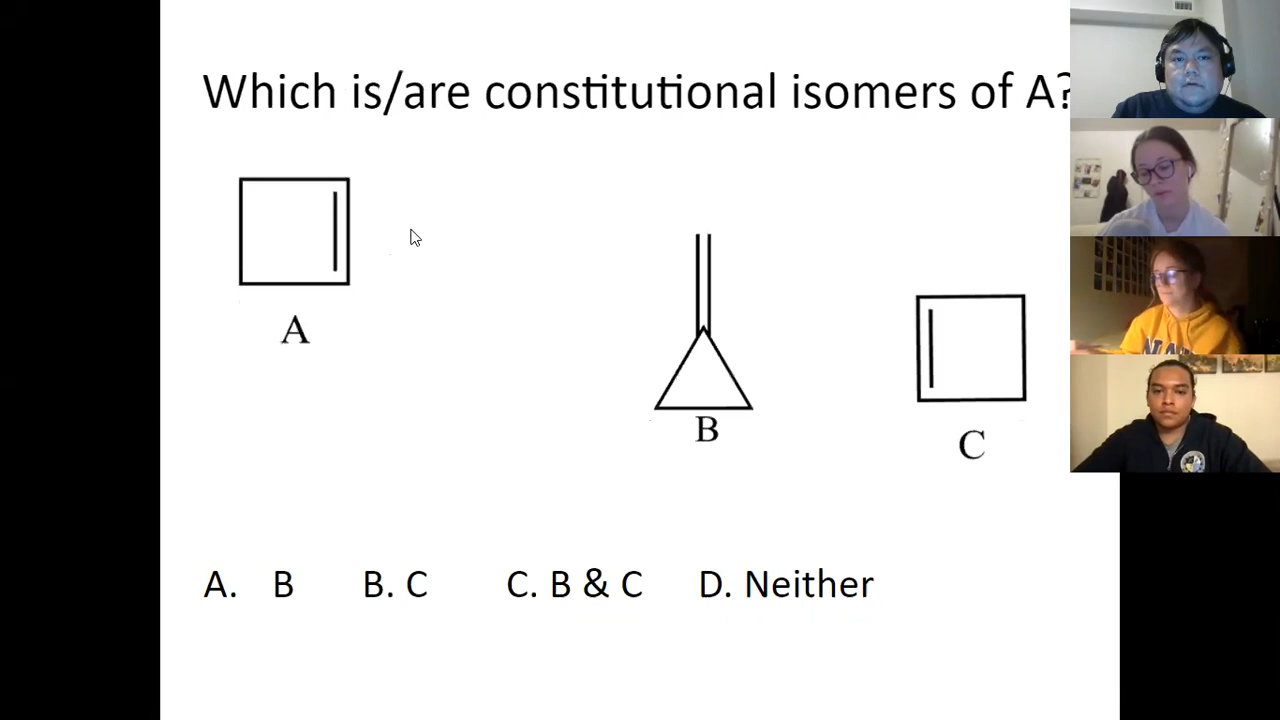 Which is/are constitutional isomers of A?
A
B
C
A. B B. C C. B & C D. Neither